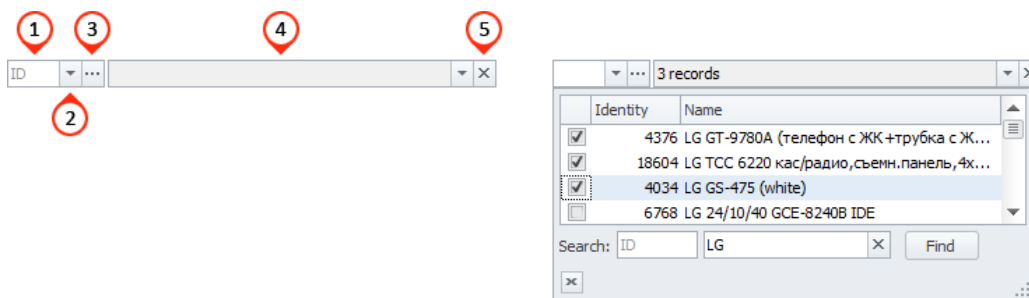 1 3 4 5
ID ...
2
... 3 records
Identity Name
4376 LG GT-9780A (телефон с ЖК+трубка с Ж...
18604 LG TCC 6220 кас/радио,съемн.панель,4x...
4034 LG GS-475 (white)
6768 LG 24/10/40 GCE-8240B IDE
Search: ID LG Find